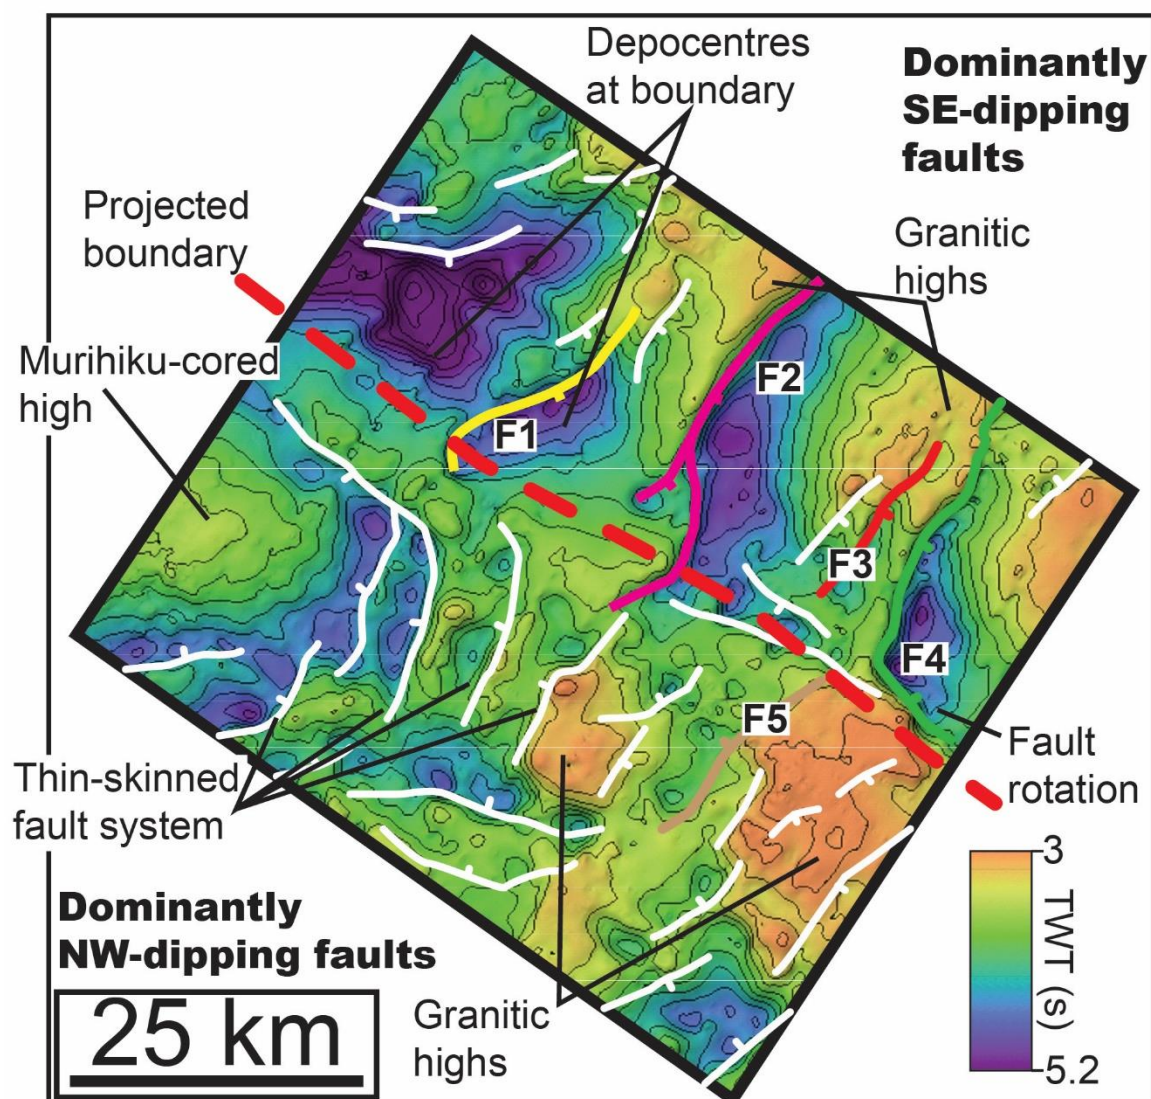 Depocentres
at boundary
Dominantly
SE-dipping
faults
Projected
boundary
Granitic
highs
Murihiku-cored
high
F1
F2
F3
F4
F5
Fault
rotation
Thin-skinned
fault system
Dominantly
NW-dipping faults
Granitic
highs
25 km
3
TWT (s)
5.2